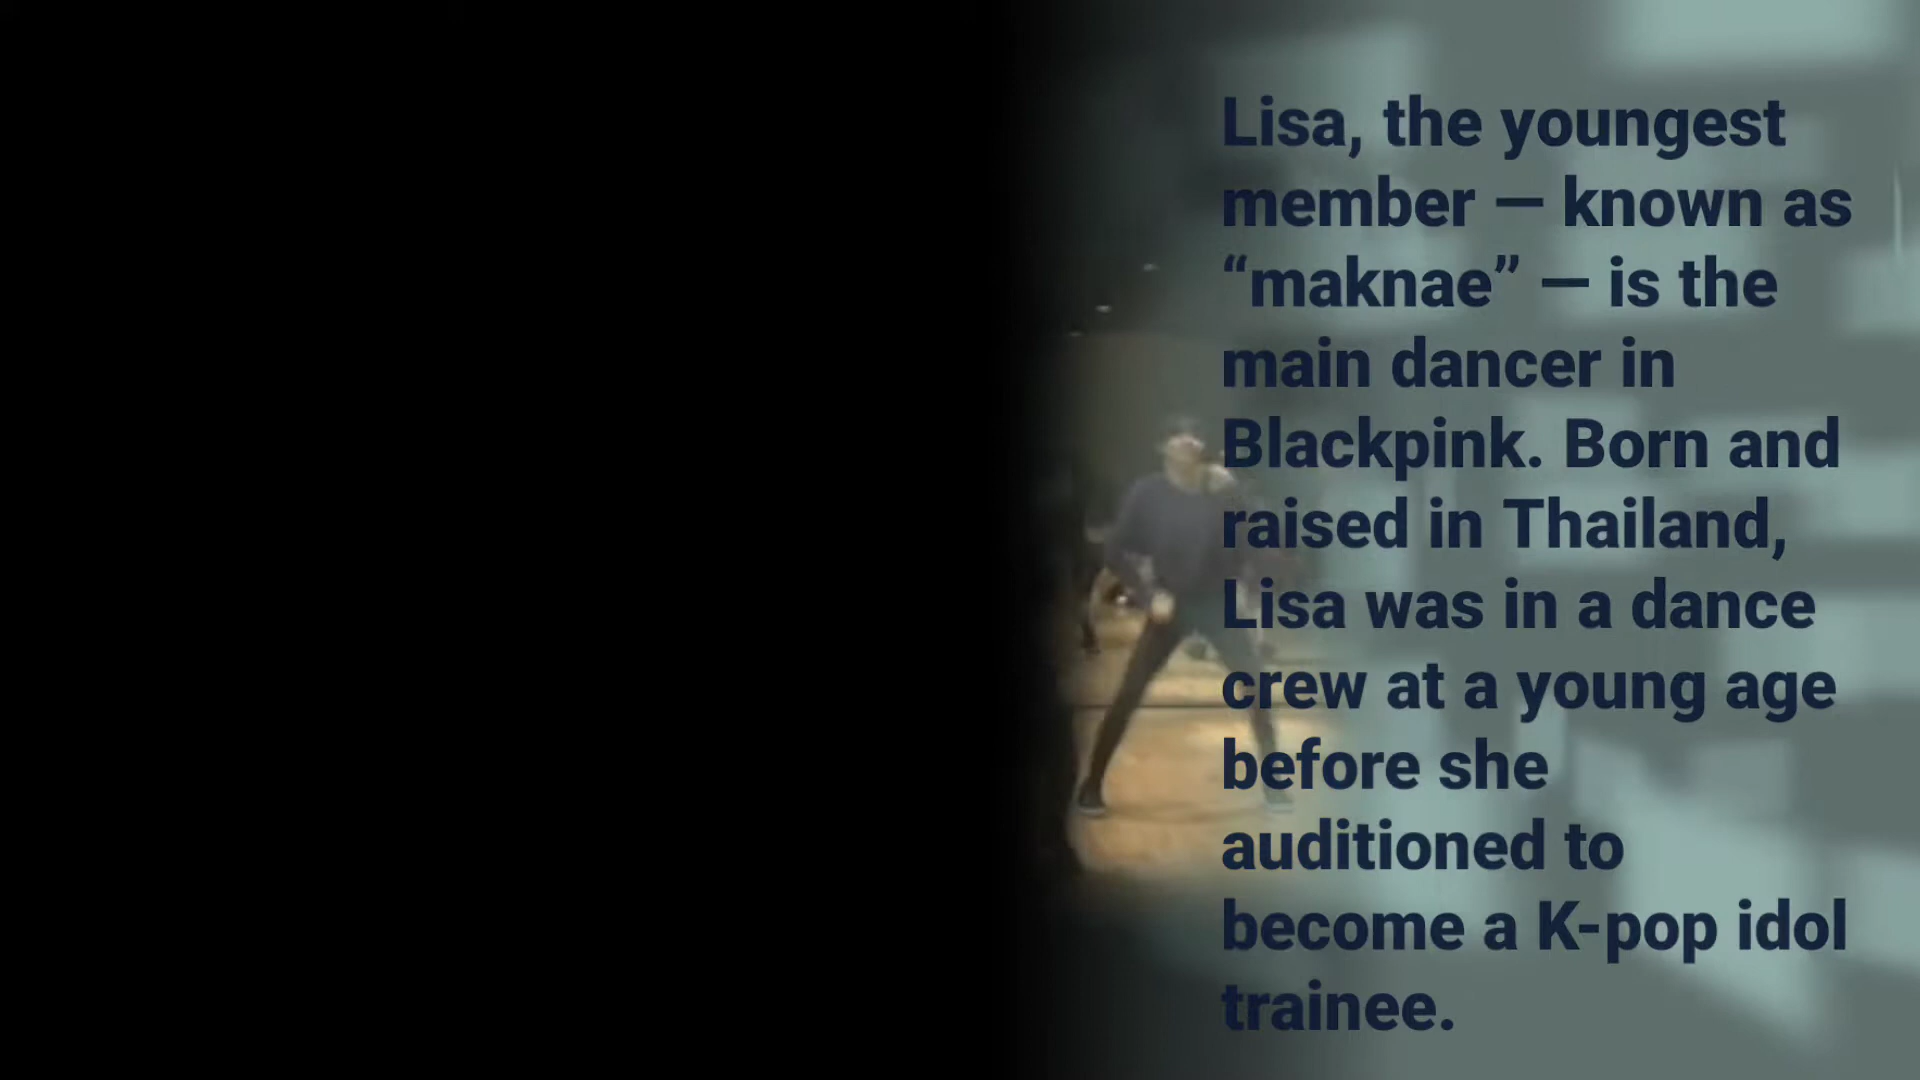 Lisa, the youngest
member — known as
“maknae” — is the
main dancer in
Blackpink. Born and
raised in Thailand,
Lisa was in a dance
crew at a young age
before she
auditioned to
become a K-pop idol
trainee.